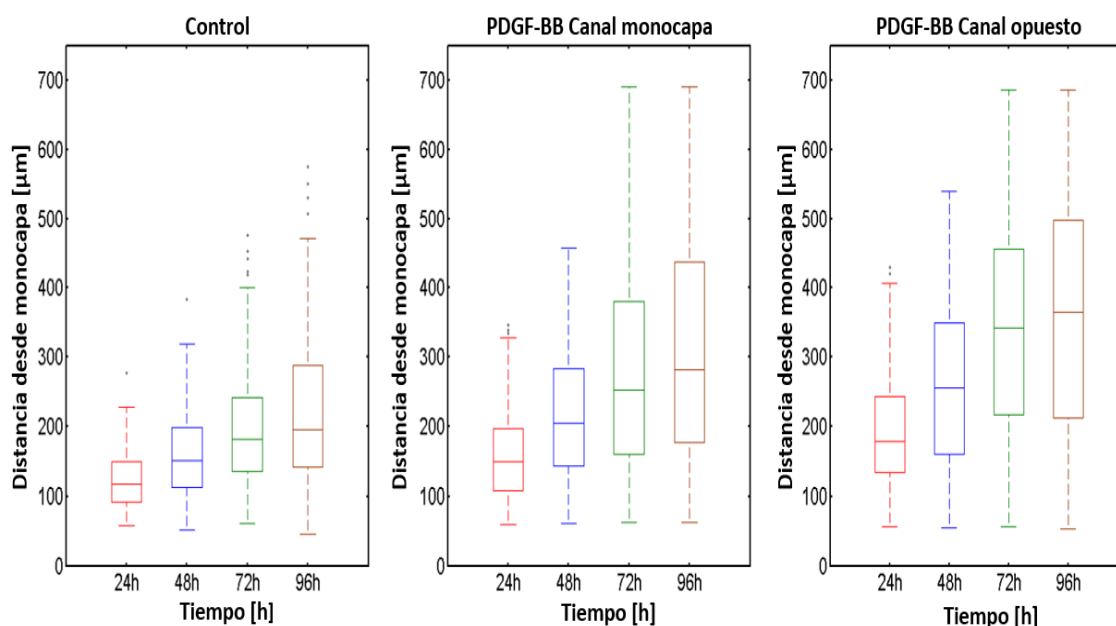 Control
PDGF-BB Canal monocapa
PDGF-BB Canal opuesto
Distancia desde monocapa [µm]
700
600
500
400
300
200
100
0
24h 48h 72h 96h
Tiempo [h]
Distancia desde monocapa [µm]
700
600
500
400
300
200
100
0
24h 48h 72h 96h
Tiempo [h]
Distancia desde monocapa [µm]
700
600
500
400
300
200
100
0
24h 48h 72h 96h
Tiempo [h]